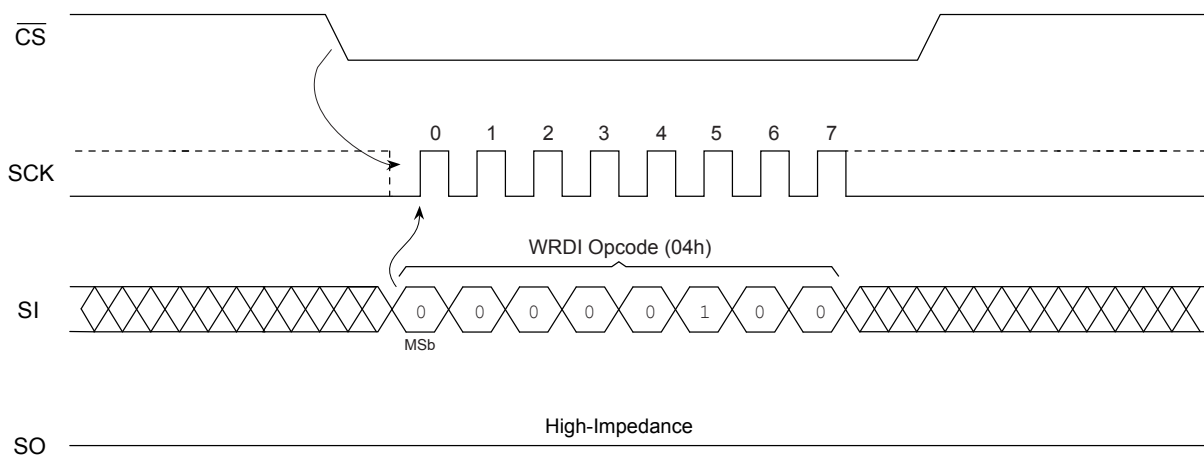 CS
0 1 2 3 4 5 6 7
SCK
WRDI Opcode (04h)
SI
0 0 0 0 0 1 0 0
MSb
High-Impedance
SO